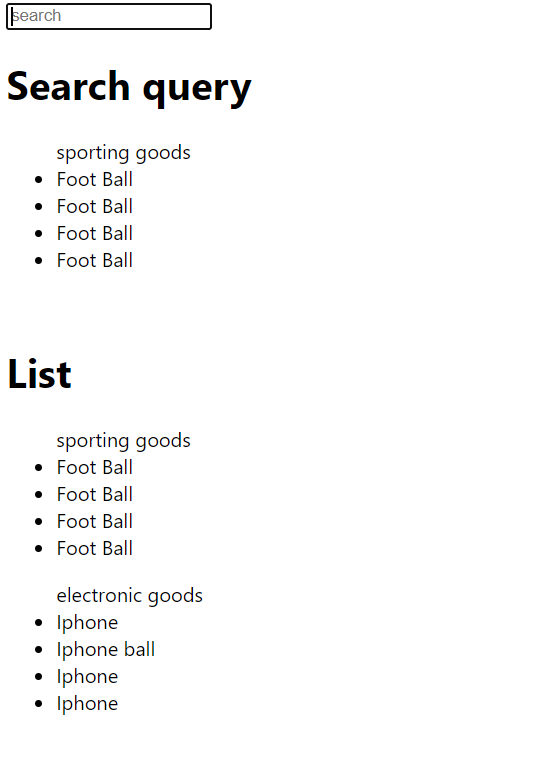 search
Search query
sporting goods
Foot Ball
Foot Ball
Foot Ball
Foot Ball
List
sporting goods
Foot Ball
Foot Ball
Foot Ball
Foot Ball
electronic goods
Iphone
Iphone ball
Iphone
Iphone